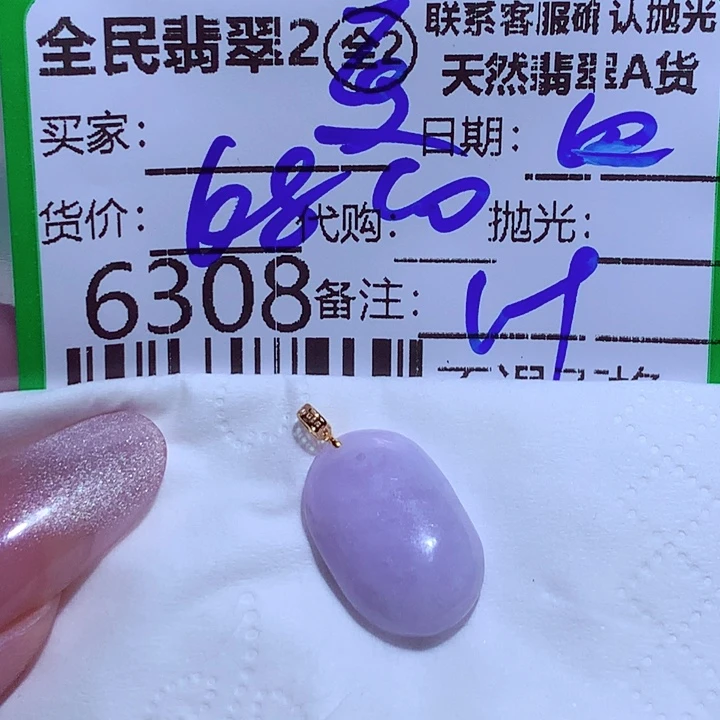 全民翡翠2 全2 联系客服确认抛光
天然翡翠A货
买家： 日期： 四
货价： 6800 代购： 抛光：
6308 备注：